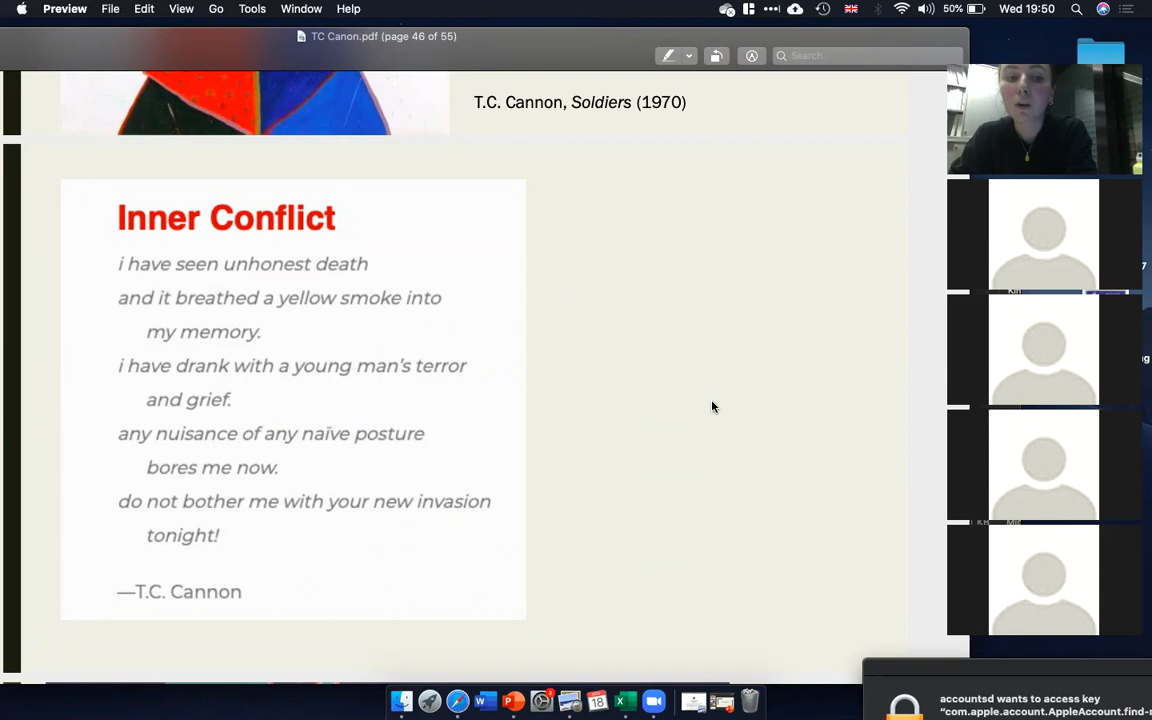 Preview File Edit View Go Tools Window Help 50% Wed 19:50
TC Canon.pdf (page 46 of 55)
Search
T.C. Cannon, Soldiers (1970)
Inner Conflict
i have seen unhonest death
and it breathed a yellow smoke into
my memory.
i have drank with a young man's terror
and grief.
any nuisance of any naïve posture
bores me now.
do not bother me with your new invasion
tonight!
—T.C. Cannon
accountsd wants to access key
"com.apple.account.AppleAccount.find-